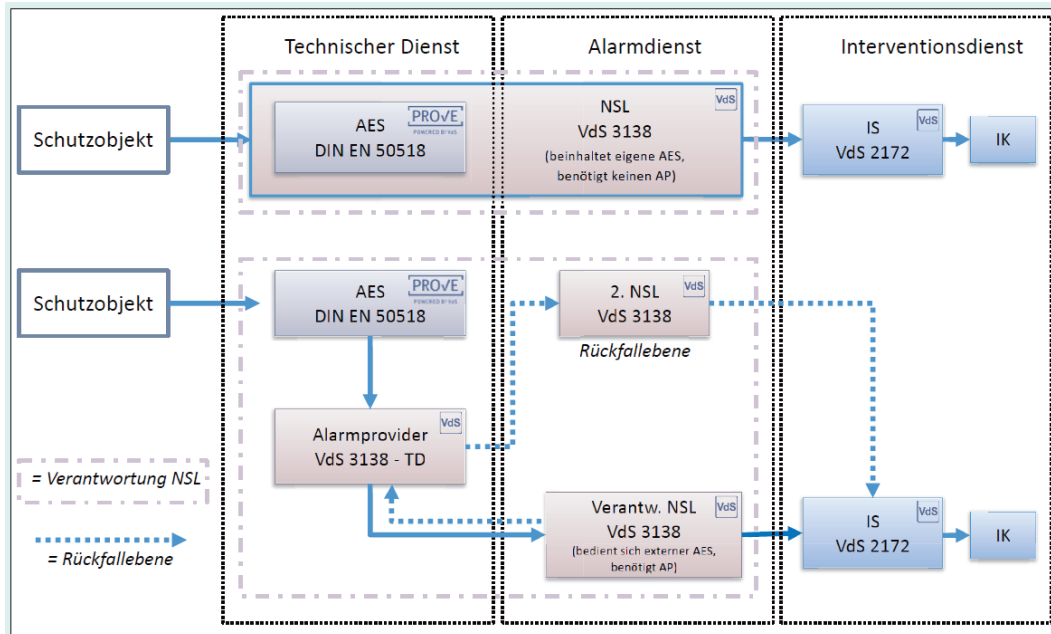 Technischer Dienst
Alarmdienst
Interventionsdienst
Schutzobjekt
AES
DIN EN 50518
PROVE
POWERED BY VdS
NSL
VdS 3138
(beinhaltet eigene AES,
benötigt keinen AP)
VdS
IS
VdS 2172
VdS
IK
Schutzobjekt
AES
DIN EN 50518
PROVE
POWERED BY VdS
2. NSL
VdS 3138
VdS
Rückfallebene
Alarmprovider
VdS 3138 - TD
VdS
= Verantwortung NSL
Verantw. NSL
VdS 3138
(bedient sich externer AES,
benötigt AP)
VdS
IS
VdS 2172
VdS
IK
= Rückfallebene